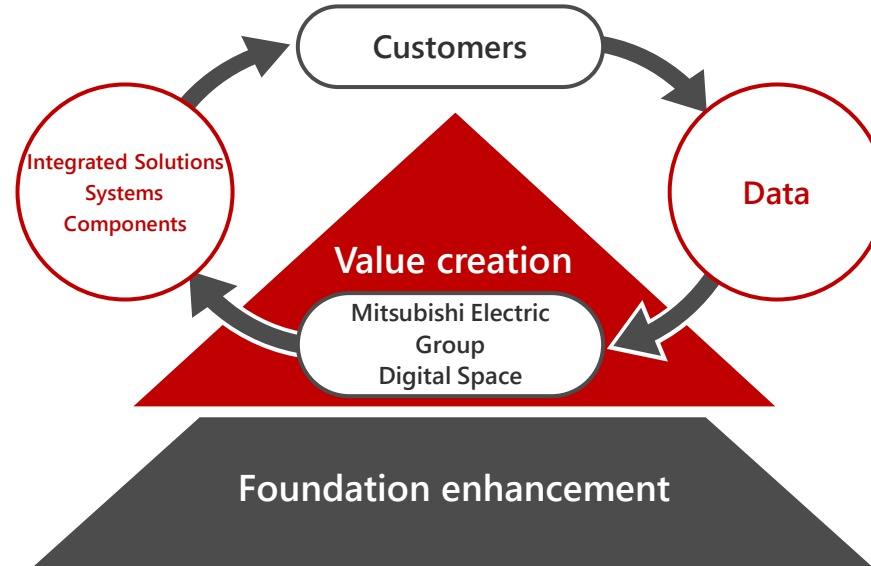 Customers
Integrated Solutions
Systems
Components
Data
Value creation
Mitsubishi Electric
Group
Digital Space
Foundation enhancement